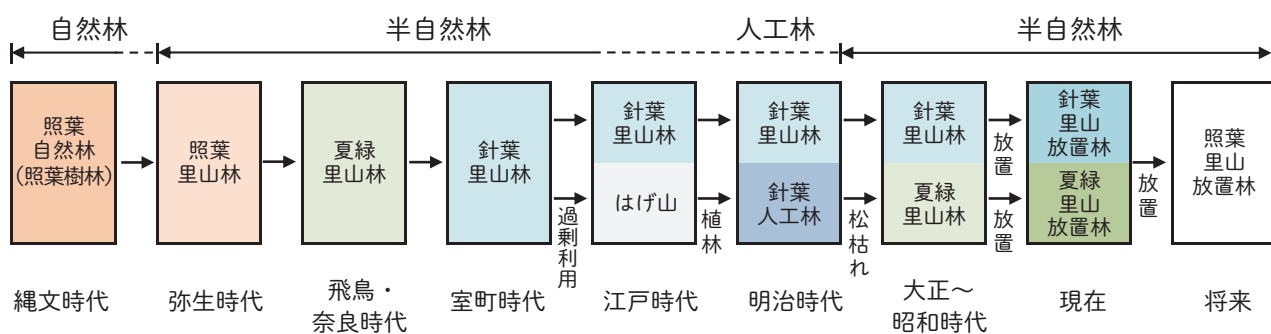 自然林
半自然林
人工林
半自然林
照葉
自然林
(照葉樹林)
照葉
里山林
夏緑
里山林
針葉
里山林
過剰利用
針葉
里山林
はげ山
植林
針葉
里山林
針葉
人工林
松枯れ
針葉
里山林
夏緑
里山林
放置
放置
針葉
里山
放置林
夏緑
里山
放置林
放置
照葉
里山
放置林
縄文時代
弥生時代
飛鳥・
奈良時代
室町時代
江戸時代
明治時代
大正〜
昭和時代
現在
将来